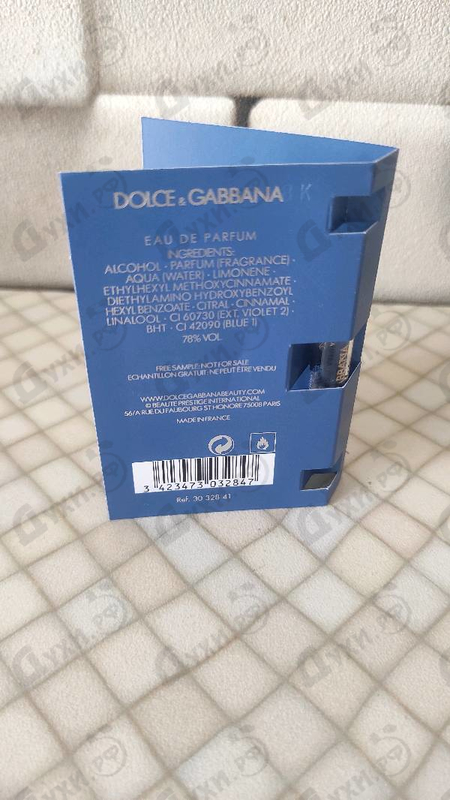 DOLCE & GABBANA
EAU DE PARFUM
INGREDIENTS:
ALCOHOL · PARFUM (FRAGRANCE) ·
AQUA (WATER) · LIMONENE ·
ETHYLHEXYL METHOXYCINNAMATE ·
DIETHYLAMINO HYDROXYBENZOYL
HEXYL BENZOATE · CITRAL · CINNAMAL ·
LINALOOL · CI 60730 (EXT. VIOLET 2) ·
BHT · CI 42090 (BLUE 1)
78% VOL
FREE SAMPLE: NOT FOR SALE
ECHANTILLON GRATUIT - NE PEUT ÊTRE VENDU
WWW.DOLCEGABBANABEAUTY.COM
© BEAUTE PRESTIGE INTERNATIONAL
56/A RUE DU FAUBOURG ST HONORE 75008 PARIS
MADE IN FRANCE
3 423473 032847
Ref. 30 328 41
Духи.рф